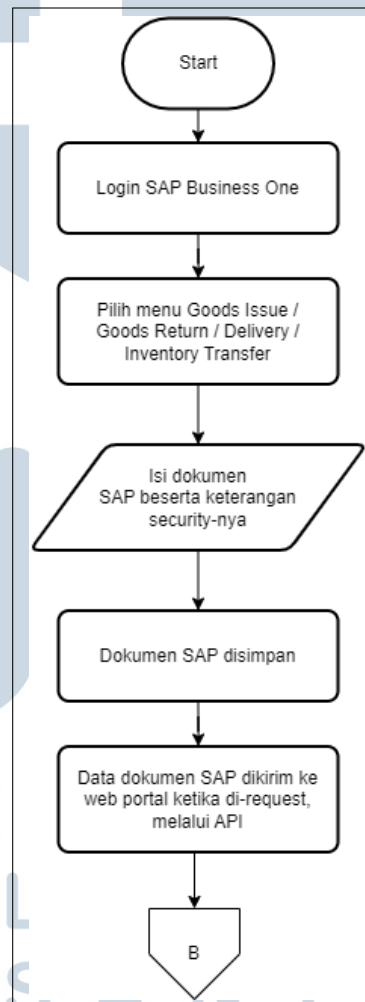 Start
Login SAP Business One
Pilih menu Goods Issue /
Goods Return / Delivery /
Inventory Transfer
Isi dokumen
SAP beserta keterangan
security-nya
Dokumen SAP disimpan
Data dokumen SAP dikirim ke
web portal ketika di-request,
melalui API
B